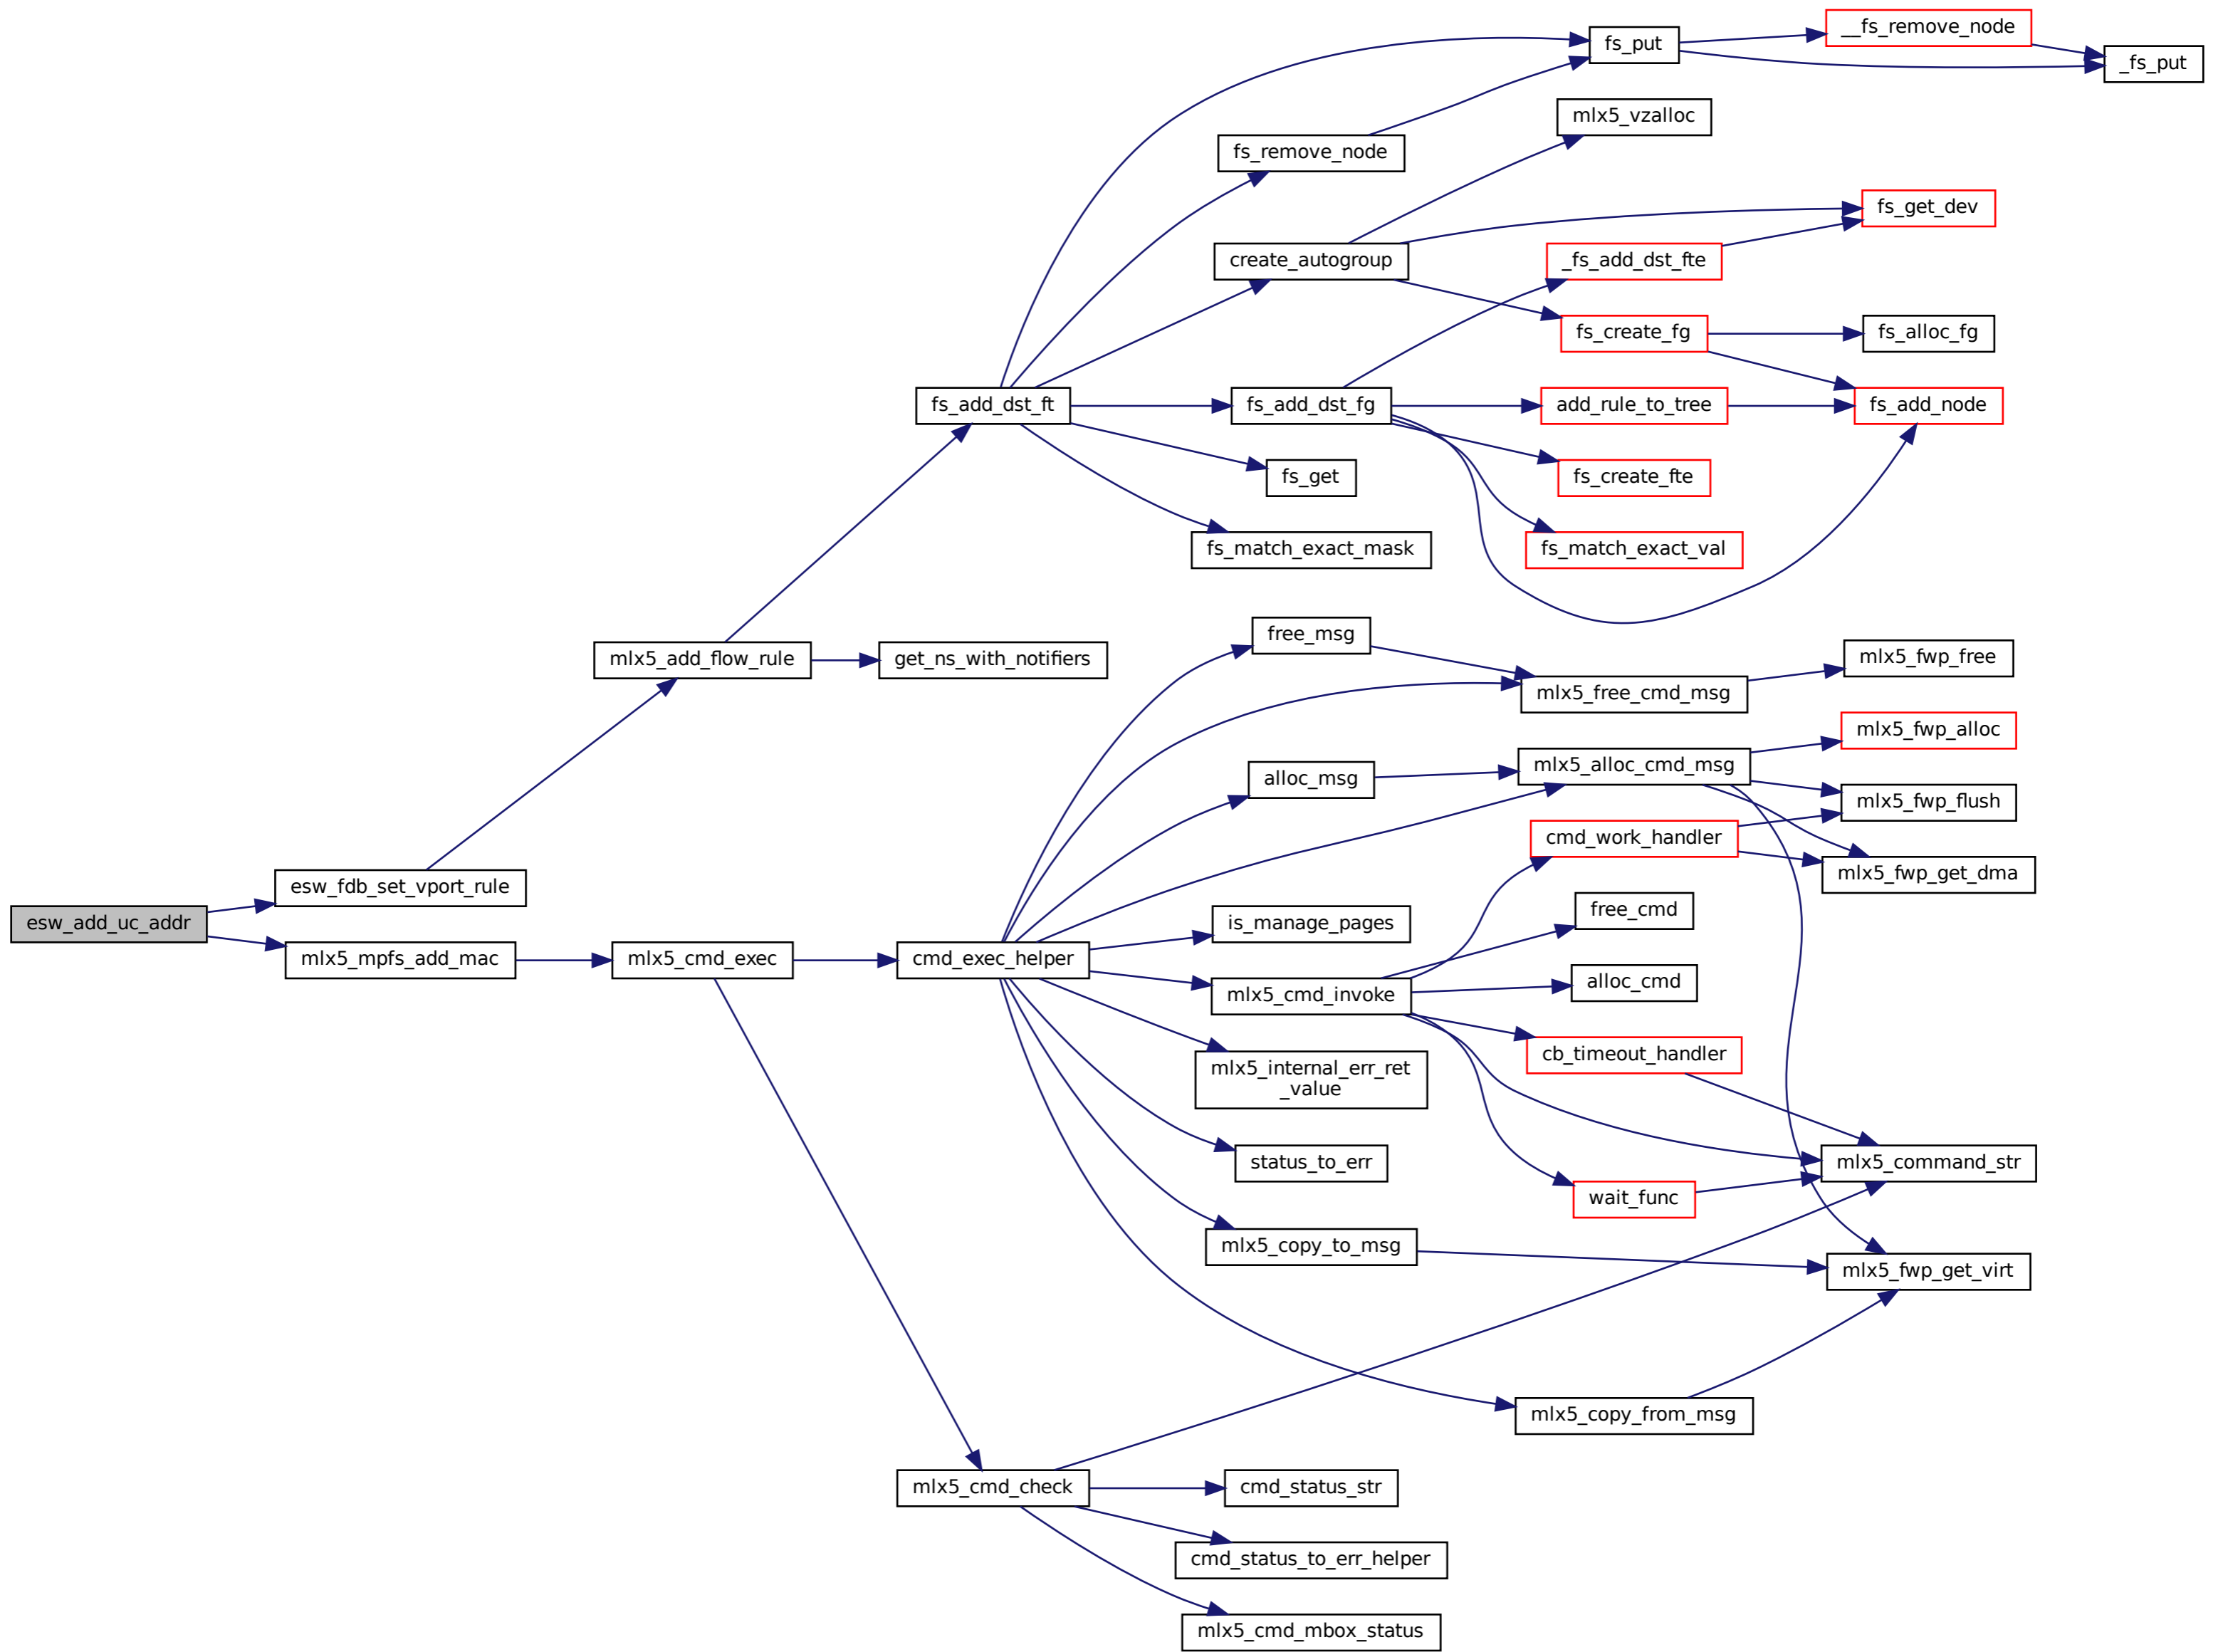 esw_add_uc_addr
esw_fdb_set_vport_rule
mlx5_mpfs_add_mac
mlx5_add_flow_rule
get_ns_with_notifiers
mlx5_cmd_exec
fs_add_dst_ft
cmd_exec_helper
mlx5_cmd_check
fs_remove_node
create_autogroup
fs_add_dst_fg
fs_get
fs_match_exact_mask
free_msg
alloc_msg
is_manage_pages
mlx5_cmd_invoke
mlx5_internal_err_ret
_value
status_to_err
mlx5_copy_to_msg
cmd_status_str
cmd_status_to_err_helper
mlx5_cmd_mbox_status
fs_put
mlx5_vzalloc
_fs_add_dst_fte
fs_create_fg
add_rule_to_tree
fs_create_fte
fs_match_exact_val
mlx5_free_cmd_msg
mlx5_alloc_cmd_msg
cmd_work_handler
free_cmd
alloc_cmd
cb_timeout_handler
wait_func
mlx5_copy_from_msg
__fs_remove_node
fs_get_dev
fs_alloc_fg
fs_add_node
mlx5_fwp_free
mlx5_fwp_alloc
mlx5_fwp_flush
mlx5_fwp_get_dma
mlx5_command_str
mlx5_fwp_get_virt
_fs_put